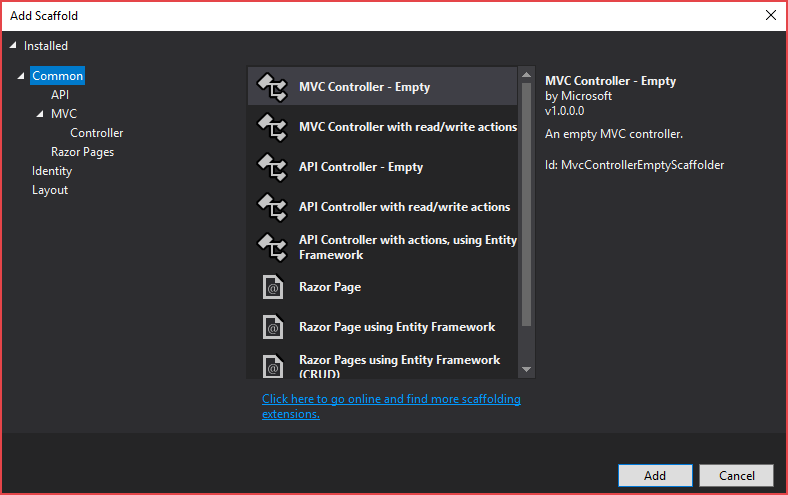 Add Scaffold
Installed
Common
API
MVC
Controller
Razor Pages
Identity
Layout
MVC Controller - Empty
MVC Controller with read/write actions
API Controller - Empty
API Controller with read/write actions
API Controller with actions, using Entity
Framework
Razor Page
Razor Page using Entity Framework
Razor Pages using Entity Framework
(CRUD)
Click here to go online and find more scaffolding
extensions.
MVC Controller - Empty
by Microsoft
v1.0.0.0
An empty MVC controller.
Id: MvcControllerEmptyScaffolder
Add
Cancel